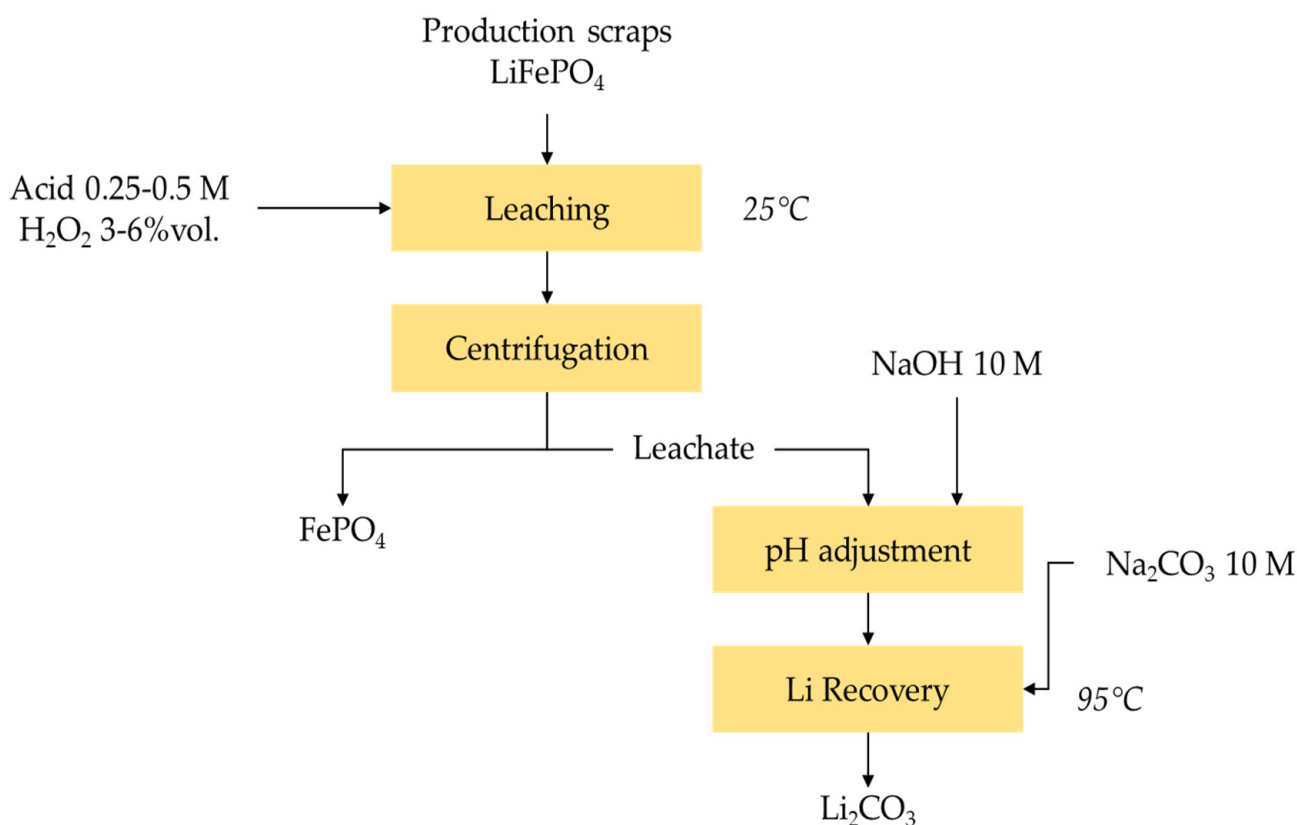 Production scraps
LiFePO₄
Acid 0.25-0.5 M
H₂O₂ 3-6%vol.
Leaching
25°C
Centrifugation
NaOH 10 M
Leachate
FePO₄
pH adjustment
Na₂CO₃ 10 M
Li Recovery
95°C
Li₂CO₃